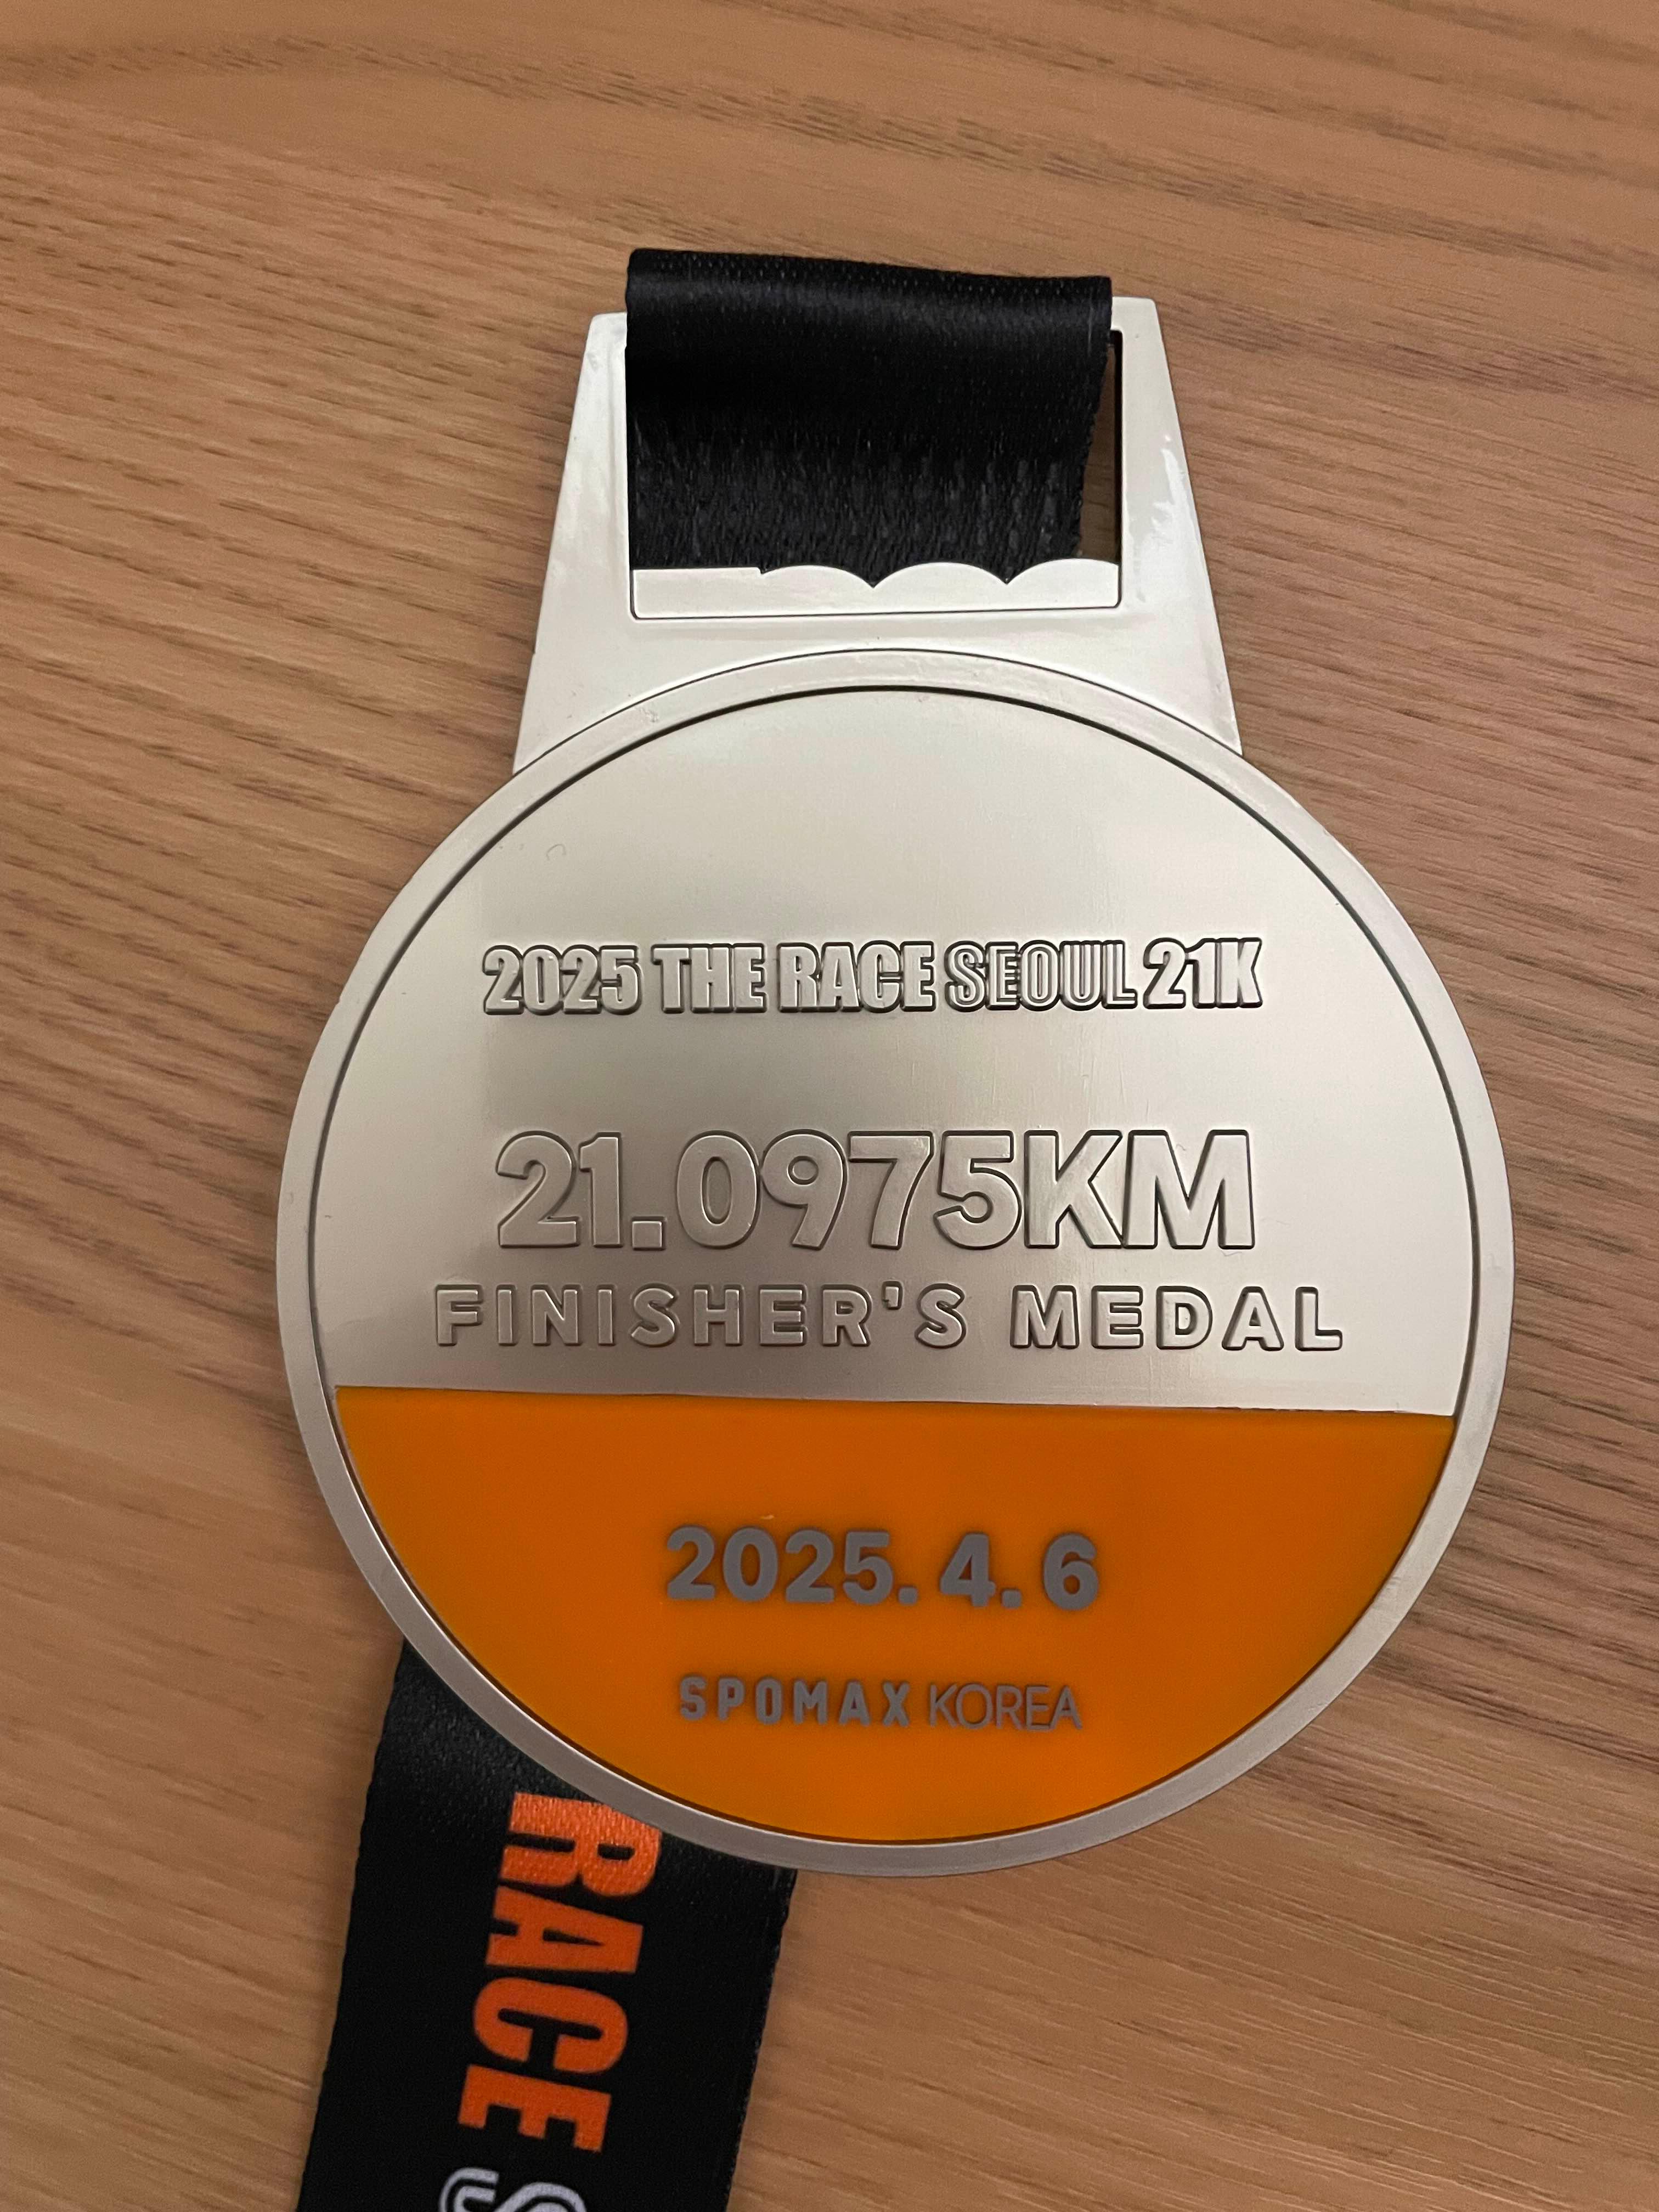 2025 THE RACE SEOUL 21K
21.0975KM
FINISHER'S MEDAL
2025. 4. 6
SPOMAX KOREA
RACE S